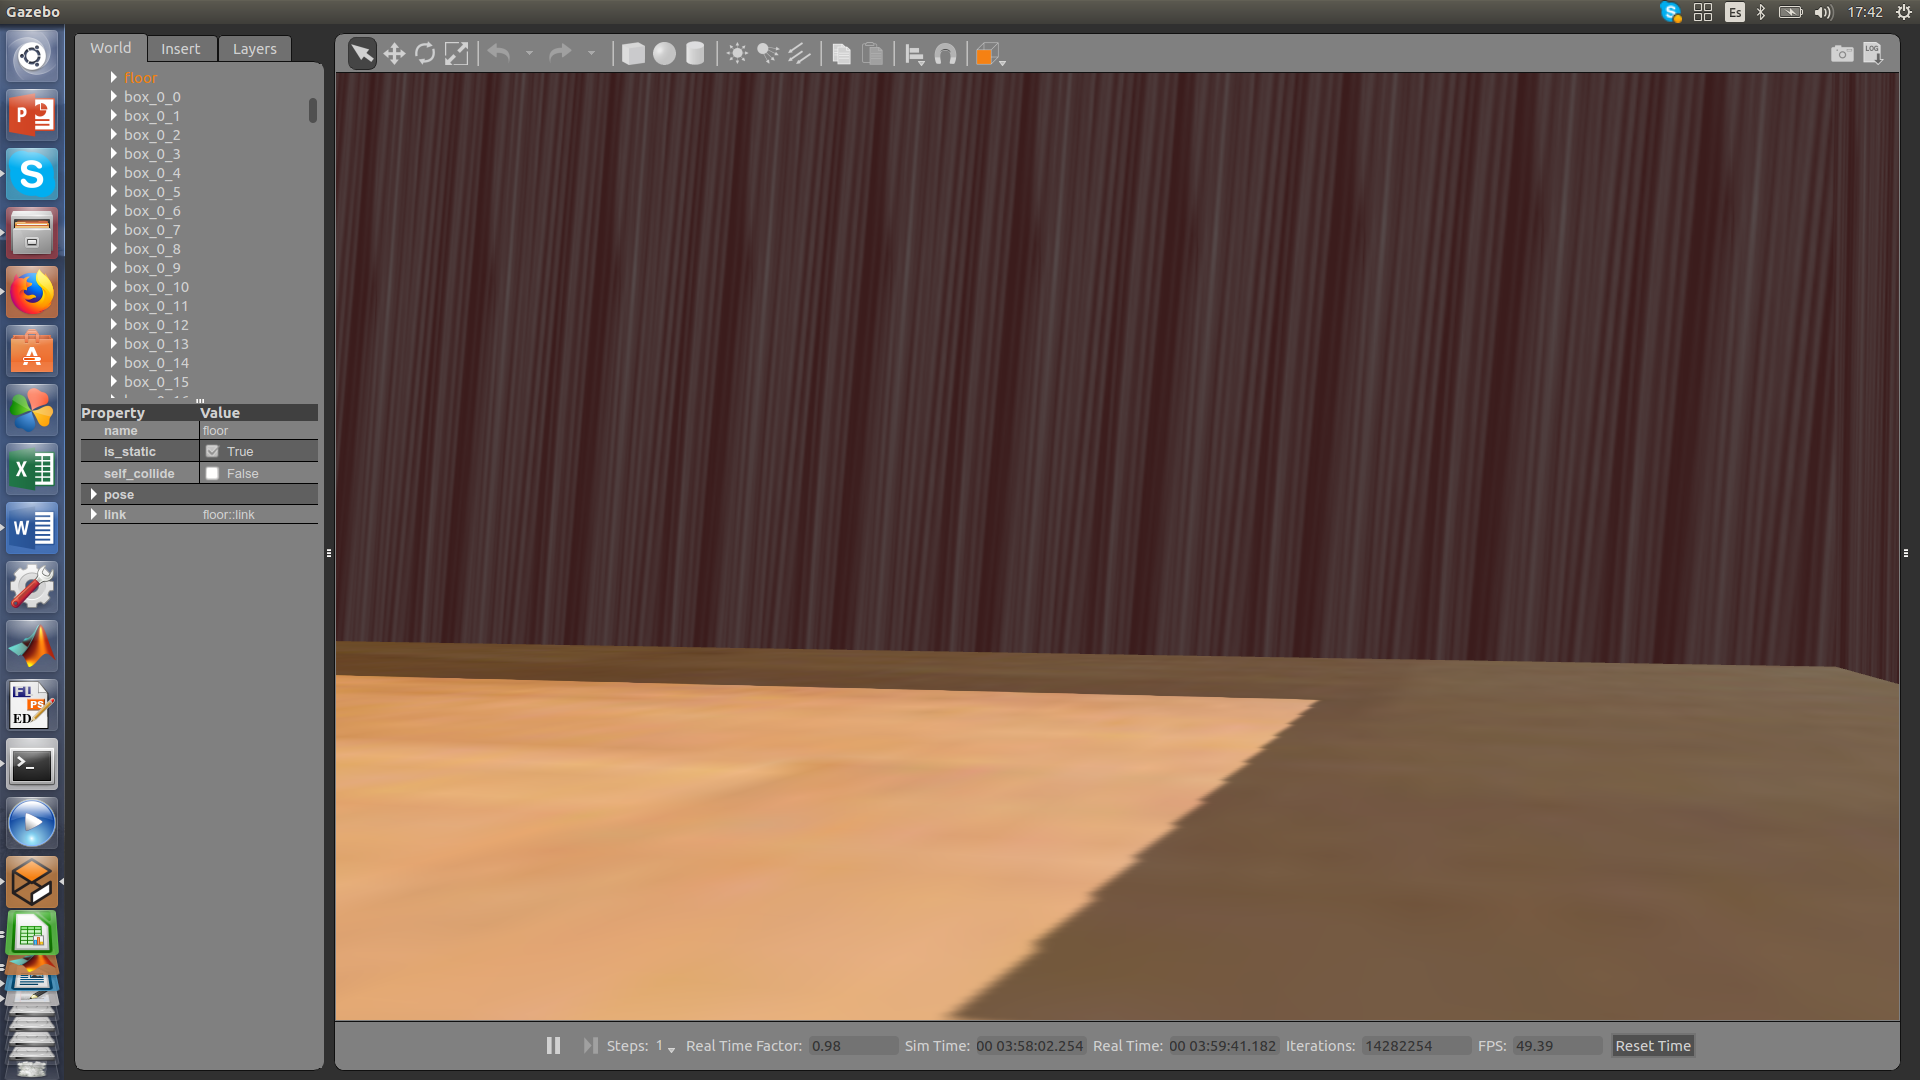 Gazebo
Es
17:42
World
Insert
Layers
LOG
floor
box_0_0
box_0_1
box_0_2
box_0_3
box_0_4
box_0_5
box_0_6
box_0_7
box_0_8
box_0_9
box_0_10
box_0_11
box_0_12
box_0_13
box_0_14
box_0_15
Property Value
name floor
is_static True
self_collide False
pose
link floor::link
Steps: 1 Real Time Factor: 0.98 Sim Time: 00 03:58:02.254 Real Time: 00 03:59:41.182 Iterations: 14282254 FPS: 49.39 Reset Time